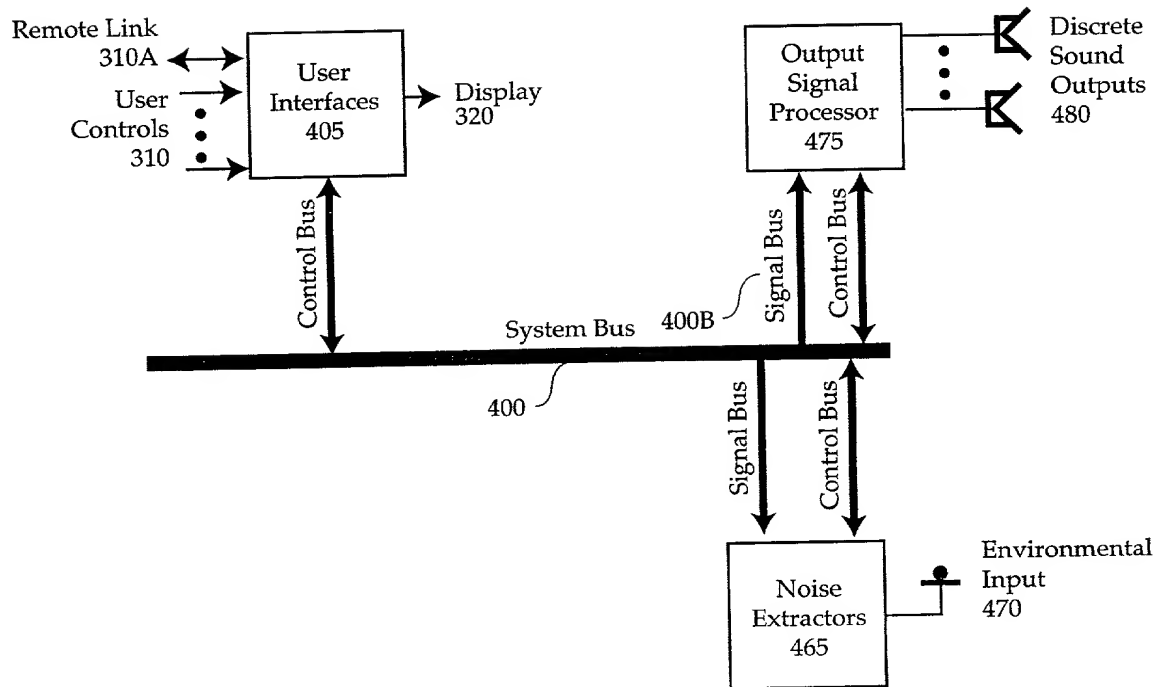 Remote Link
310A
User
Controls
310
User
Interfaces
405
Display
320
Output
Signal
Processor
475
Discrete
Sound
Outputs
480
Control Bus
Signal Bus
Control Bus
400B
System Bus
400
Signal Bus
Control Bus
Noise
Extractors
465
Environmental
Input
470